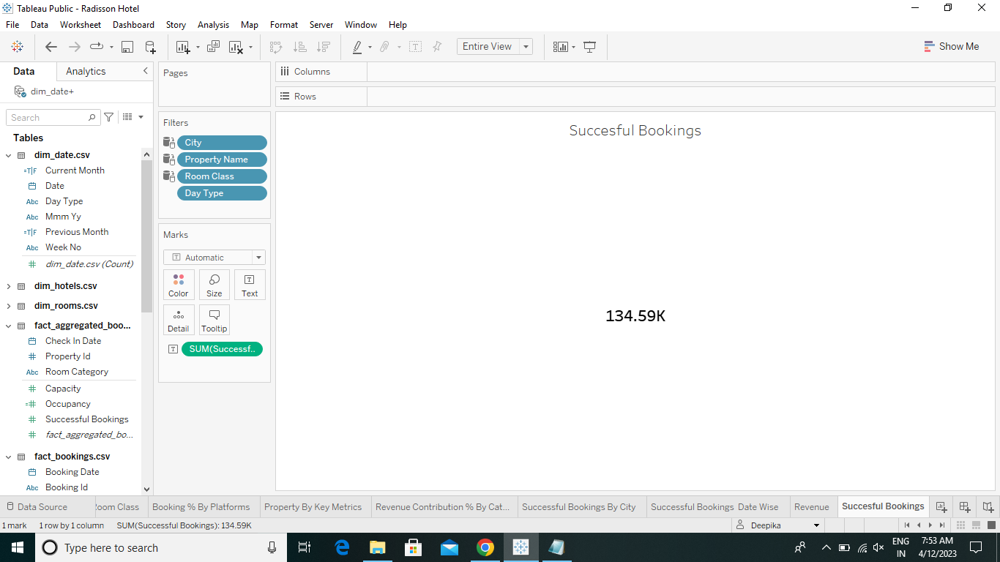 Tableau Public - Radisson Hotel
File Data Worksheet Dashboard Story Analysis Map Format Server Window Help
Entire View Show Me
Data Analytics
dim_date+
Search
Tables
dim_date.csv
Current Month
Date
Abc Day Type
Abc Mmm Yy
Previous Month
Abc Week No
dim_date.csv (Count)
dim_hotels.csv
dim_rooms.csv
fact_aggregated_boo...
Check In Date
Property Id
Abc Room Category
Capacity
Occupancy
Successful Bookings
fact_aggregated_bo...
fact_bookings.csv
Booking Date
Abc Booking Id
Pages
Filters
City
Property Name
Room Class
Day Type
Marks
Automatic
Color Size Text
Detail Tooltip
SUM(Successf..
Columns
Rows
Succesful Bookings
134.59K
Data Source Room Class Booking % By Platforms Property By Key Metrics Revenue Contribution % By Cat... Successful Bookings By City Successful Bookings Date Wise Revenue Succesful Bookings
1 mark 1 row by 1 column SUM(Successful Bookings): 134.59K Deepika
Type here to search
ENG
IN
7:53 AM
4/12/2023